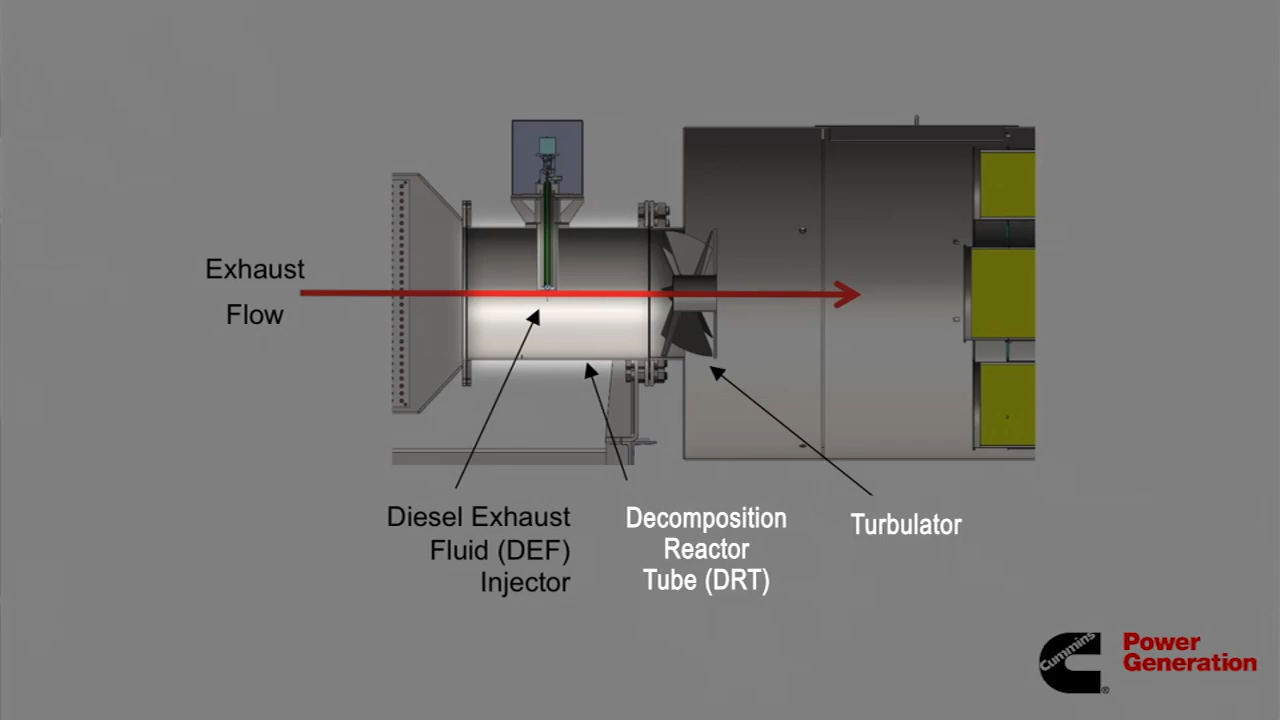 Exhaust
Flow
Diesel Exhaust
Fluid (DEF)
Injector
Decomposition
Reactor
Tube (DRT)
Turbulator
Cummins
®
Power
Generation